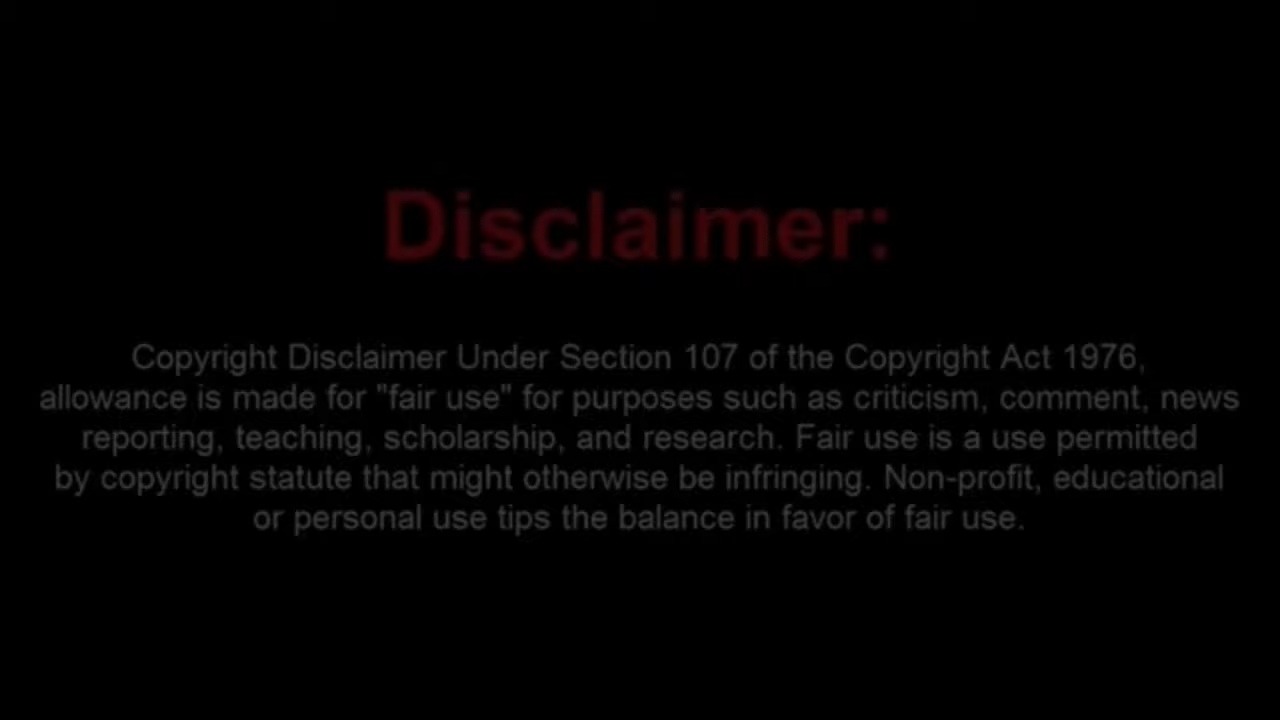 Disclaimer:
Copyright Disclaimer Under Section 107 of the Copyright Act 1976,
allowance is made for "fair use" for purposes such as criticism, comment, news
reporting, teaching, scholarship, and research. Fair use is a use permitted
by copyright statute that might otherwise be infringing. Non-profit, educational
or personal use tips the balance in favor of fair use.